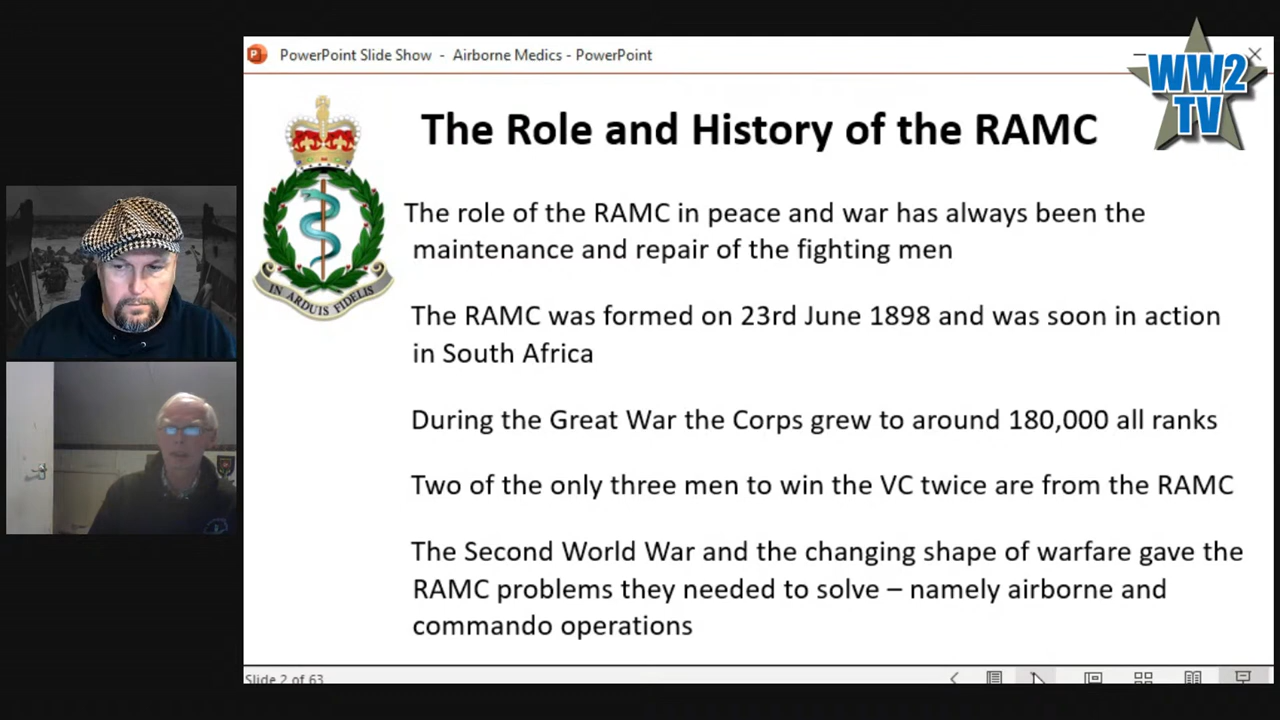 PowerPoint Slide Show - Airborne Medics - PowerPoint
WW2
TV
The Role and History of the RAMC
IN ARDUIS FIDELIS
The role of the RAMC in peace and war has always been the
maintenance and repair of the fighting men
The RAMC was formed on 23rd June 1898 and was soon in action
in South Africa
During the Great War the Corps grew to around 180,000 all ranks
Two of the only three men to win the VC twice are from the RAMC
The Second World War and the changing shape of warfare gave the
RAMC problems they needed to solve – namely airborne and
commando operations
Slide 2 of 63